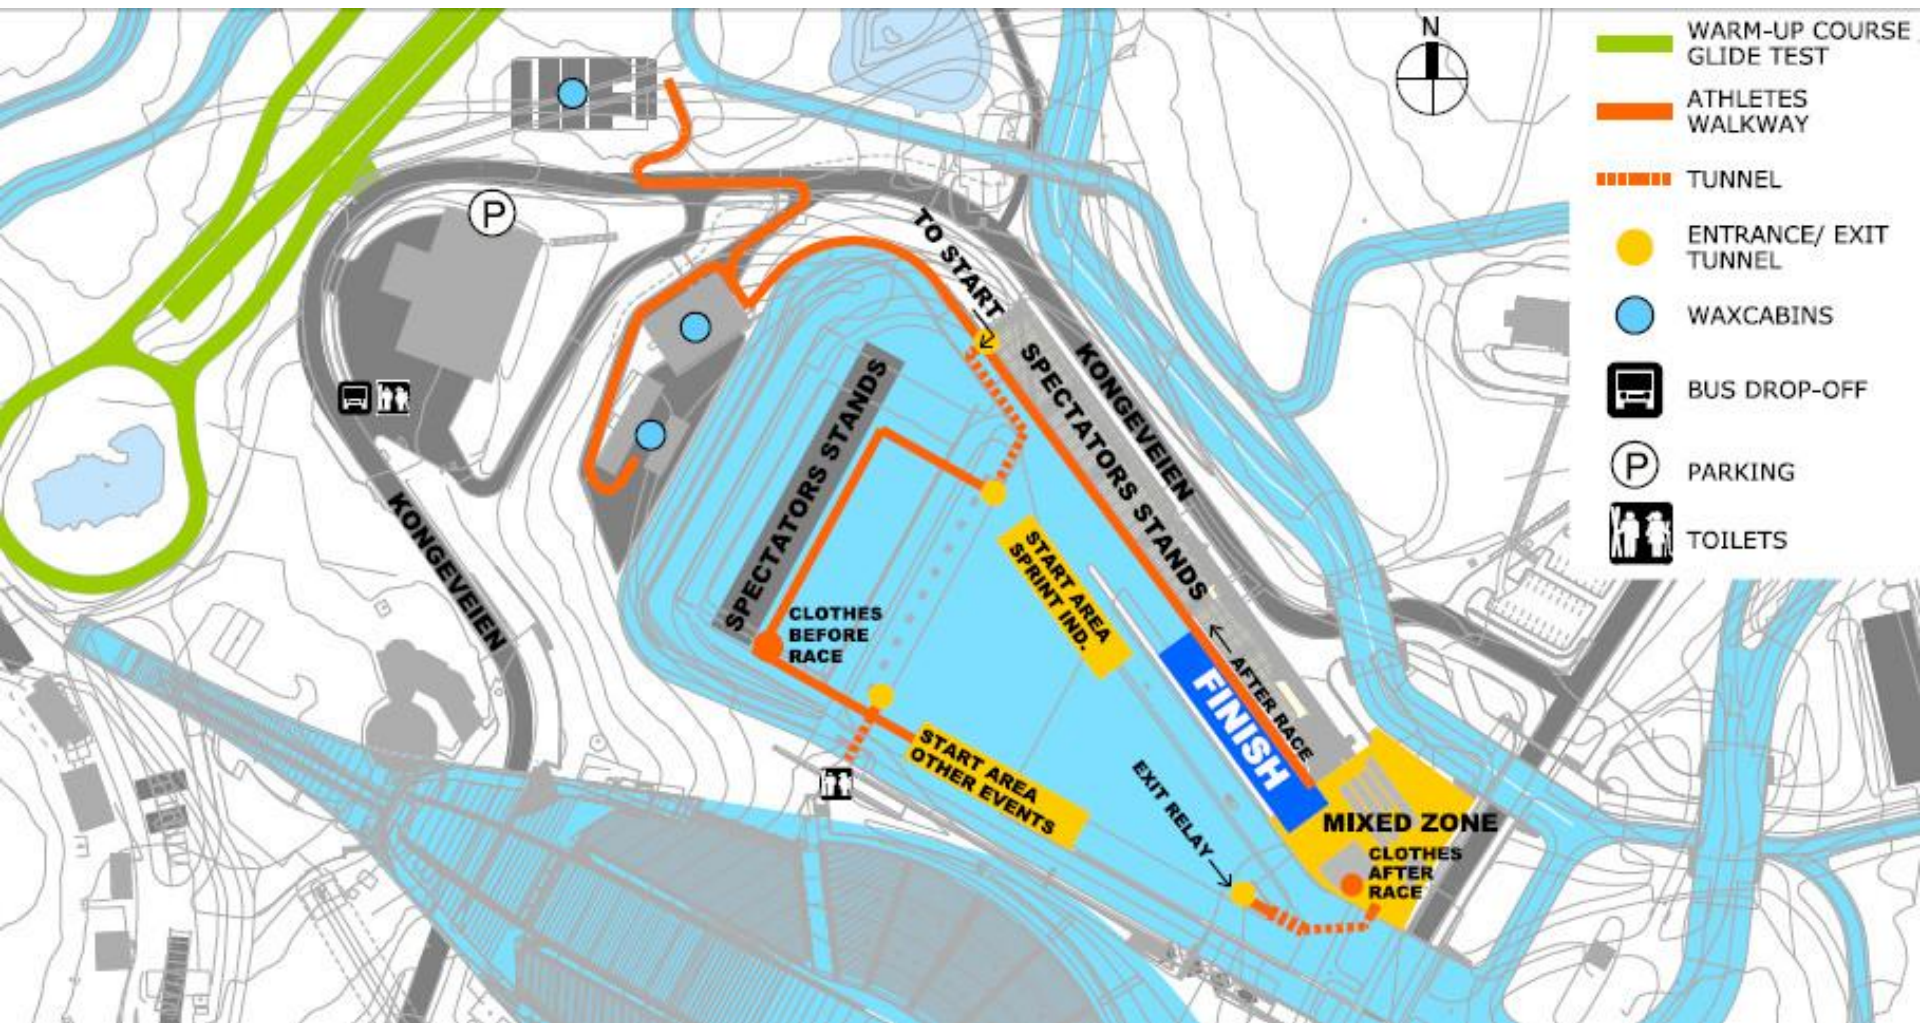 N
WARM-UP COURSE
GLIDE TEST
ATHLETES
WALKWAY
TUNNEL
ENTRANCE/ EXIT
TUNNEL
WAXCABINS
BUS DROP-OFF
P
PARKING
TOILETS
P
TO START
KONGEVEIEN
SPECTATORS STANDS
SPECTATORS STANDS
KONGEVEIEN
START AREA
SPRINT IND.
CLOTHES
BEFORE
RACE
AFTER RACE
FINISH
START AREA
OTHER EVENTS
EXIT RELAY
MIXED ZONE
CLOTHES
AFTER
RACE